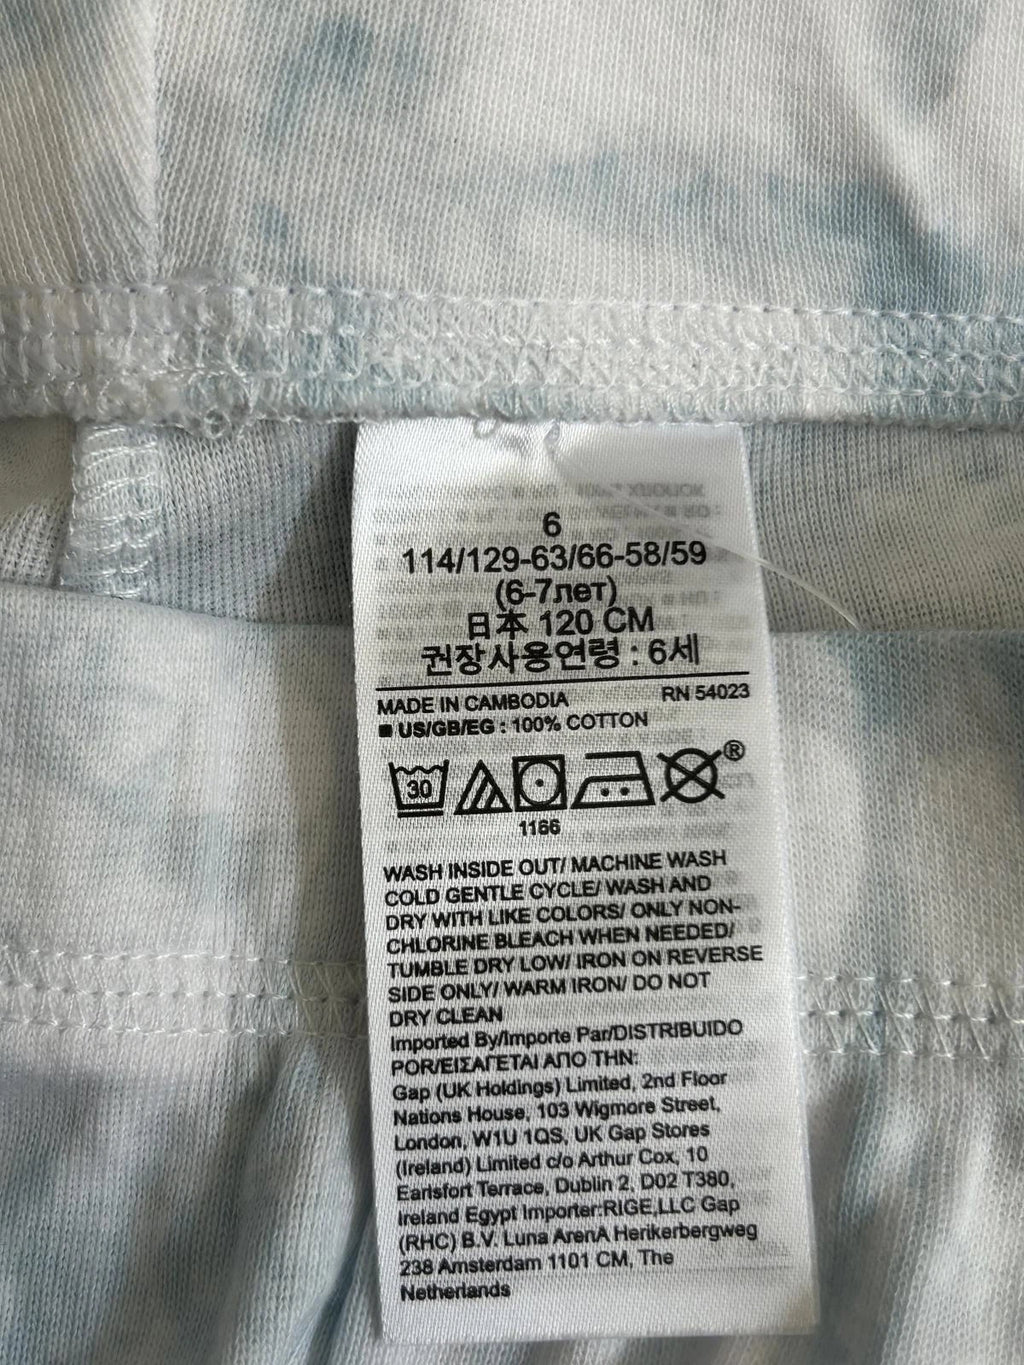 6
114/129-63/66-58/59
(6-7лет)
日本 120 CM
권장사용연령 : 6세
MADE IN CAMBODIA RN 54023
■ US/GB/EG : 100% COTTON
30 ®
1166
WASH INSIDE OUT/ MACHINE WASH
COLD GENTLE CYCLE/ WASH AND
DRY WITH LIKE COLORS/ ONLY NON-
CHLORINE BLEACH WHEN NEEDED/
TUMBLE DRY LOW/ IRON ON REVERSE
SIDE ONLY/ WARM IRON/ DO NOT
DRY CLEAN
Imported By/Importe Par/DISTRIBUIDO
POR/ΕΙΣΑΓΕΤΑΙ ΑΠΟ ΤΗΝ:
Gap (UK Holdings) Limited, 2nd Floor
Nations House, 103 Wigmore Street,
London, W1U 1QS, UK Gap Stores
(Ireland) Limited c/o Arthur Cox, 10
Earlsfort Terrace, Dublin 2, D02 T380,
Ireland Egypt Importer:RIGE,LLC Gap
(RHC) B.V. Luna ArenA Herikerbergweg
238 Amsterdam 1101 CM, The
Netherlands